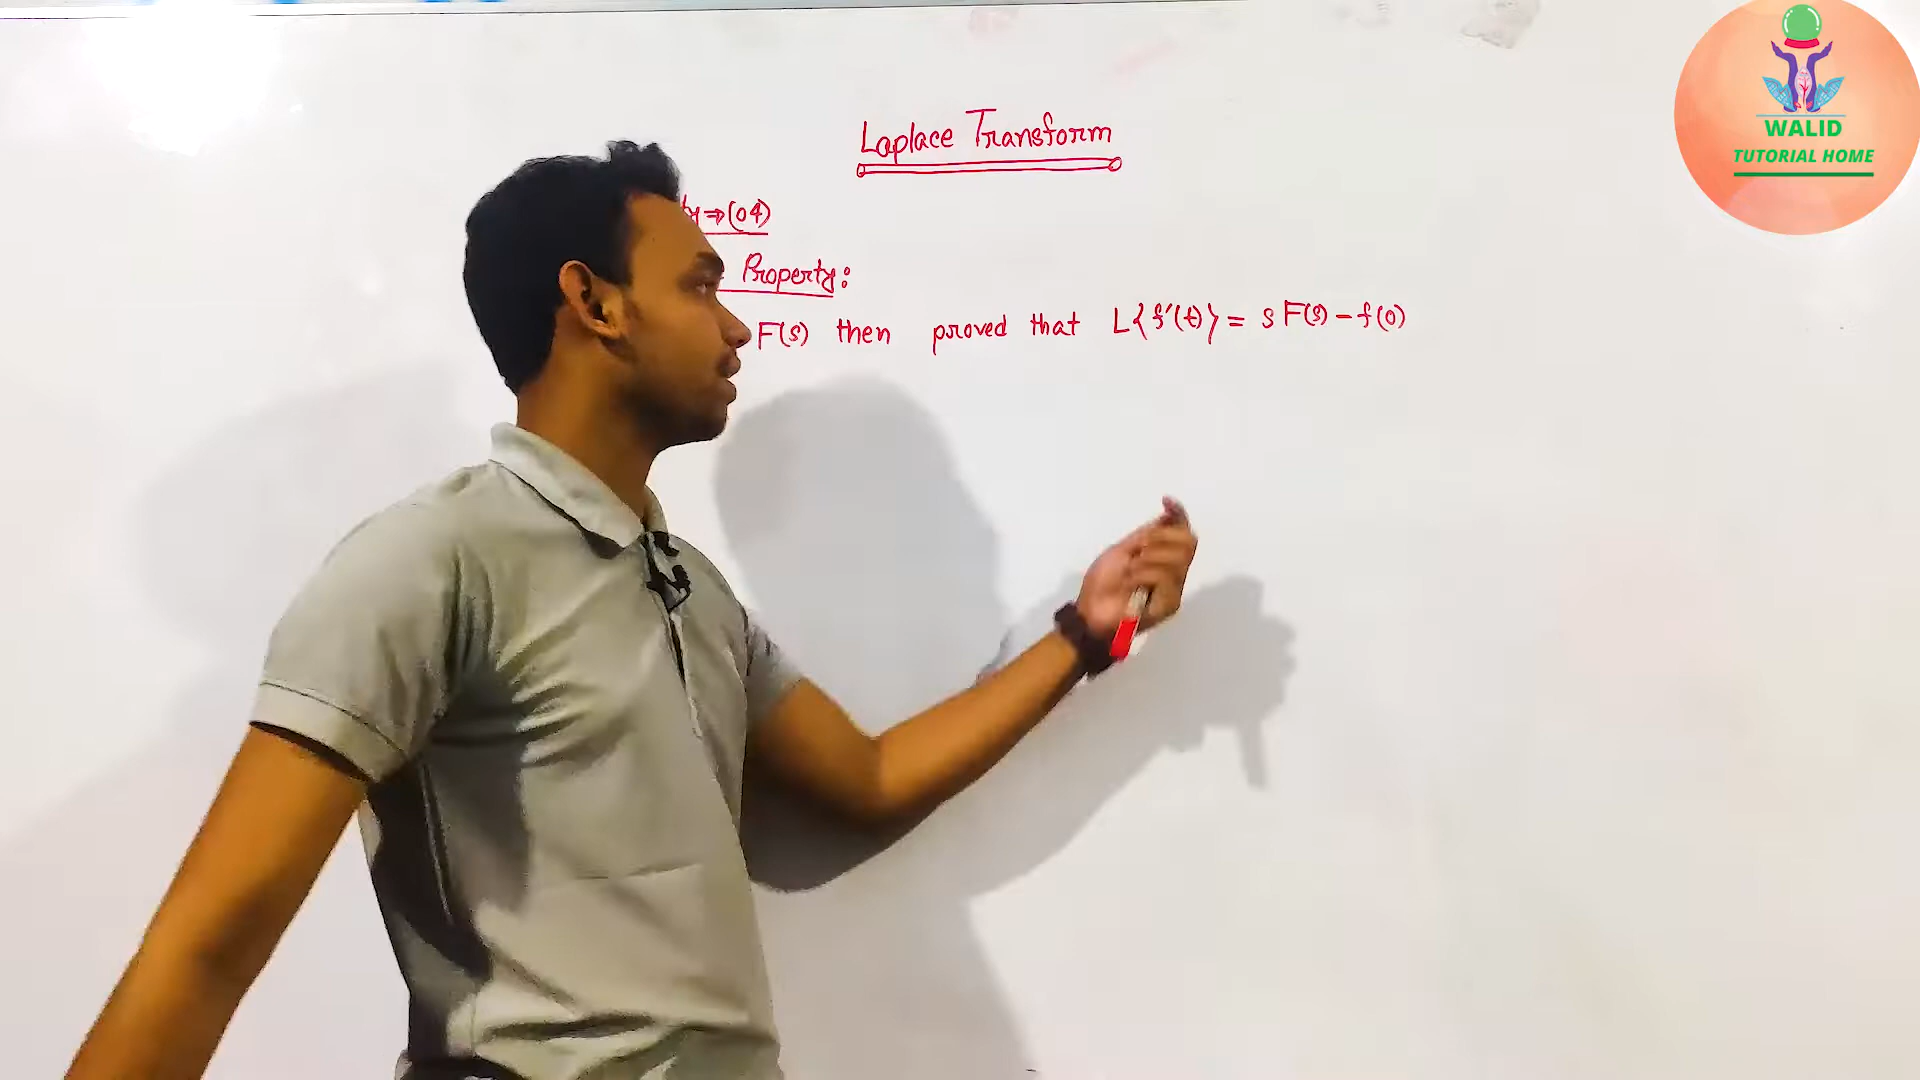 Laplace Transform
⇒(04)
Property:
F(s) then proved that L{f'(t)} = s F(s) - f(0)
WALID
TUTORIAL HOME